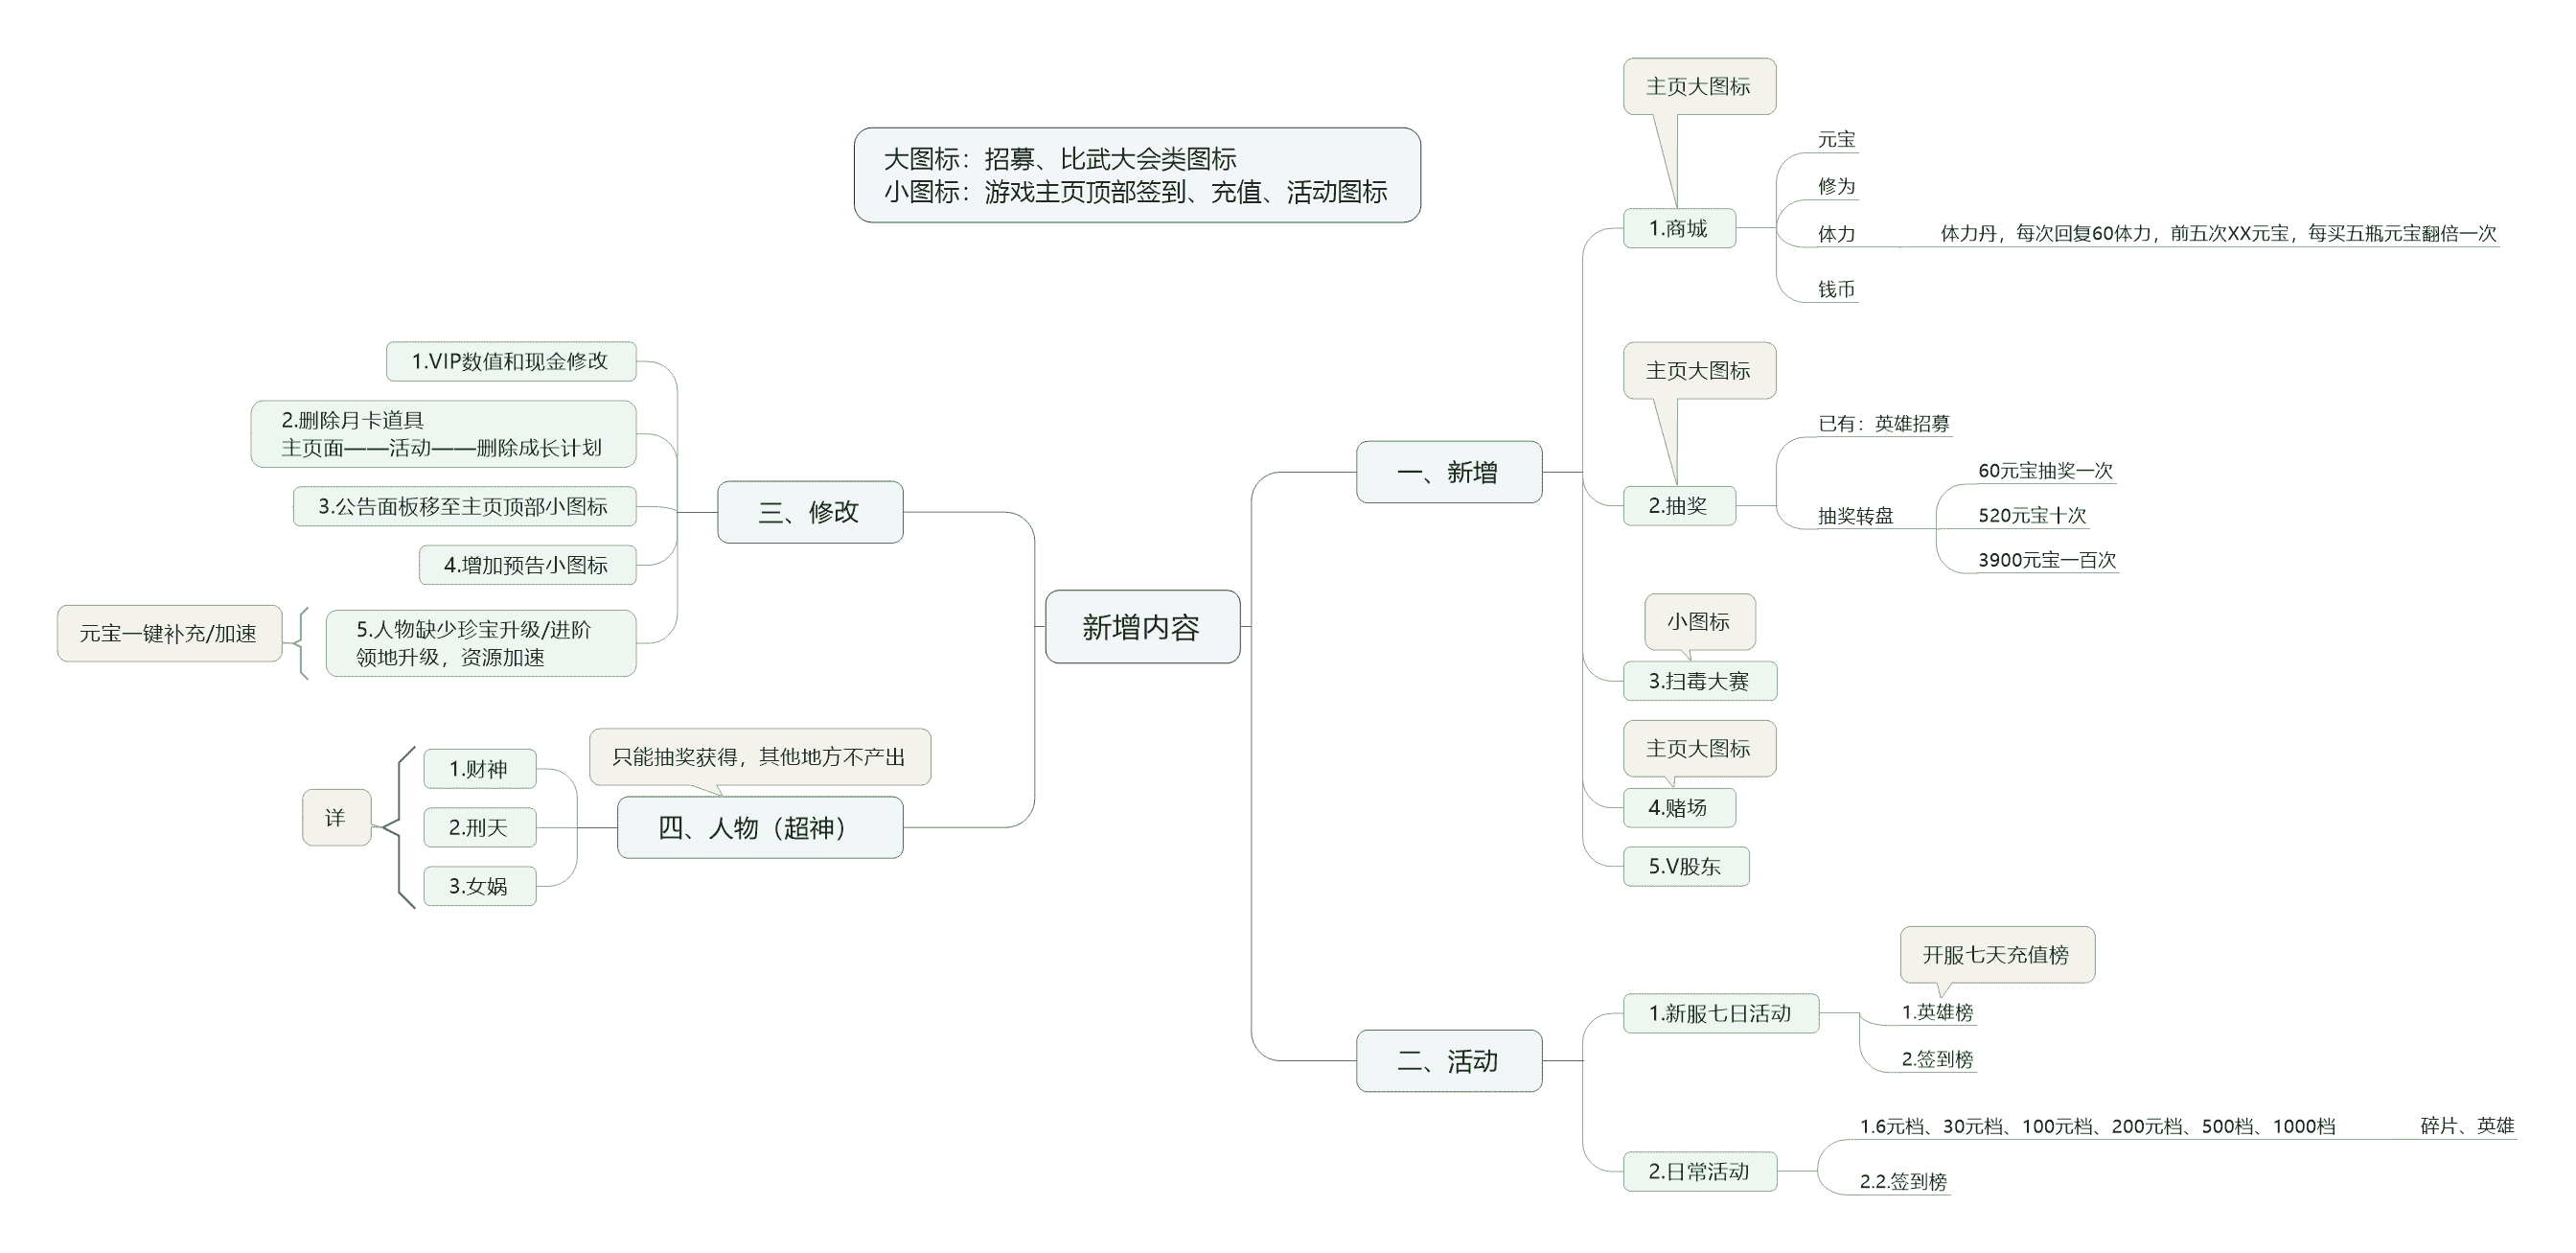 大图标：招募、比武大会类图标
小图标：游戏主页顶部签到、充值、活动图标
新增内容
一、新增
主页大图标
1.商城
元宝
修为
体力
体力丹，每次回复60体力，前五次XX元宝，每买五瓶元宝翻倍一次
钱币
主页大图标
2.抽奖
已有：英雄招募
抽奖转盘
60元宝抽奖一次
520元宝十次
3900元宝一百次
小图标
3.扫毒大赛
主页大图标
4.赌场
5.V股东
二、活动
1.新服七日活动
开服七天充值榜
1.英雄榜
2.签到榜
2.日常活动
1.6元档、30元档、100元档、200元档、500档、1000档
碎片、英雄
2.2.签到榜
三、修改
1.VIP数值和现金修改
2.删除月卡道具
主页面——活动——删除成长计划
3.公告面板移至主页顶部小图标
4.增加预告小图标
5.人物缺少珍宝升级/进阶
领地升级，资源加速
元宝一键补充/加速
只能抽奖获得，其他地方不产出
四、人物（超神）
1.财神
2.刑天
3.女娲
详